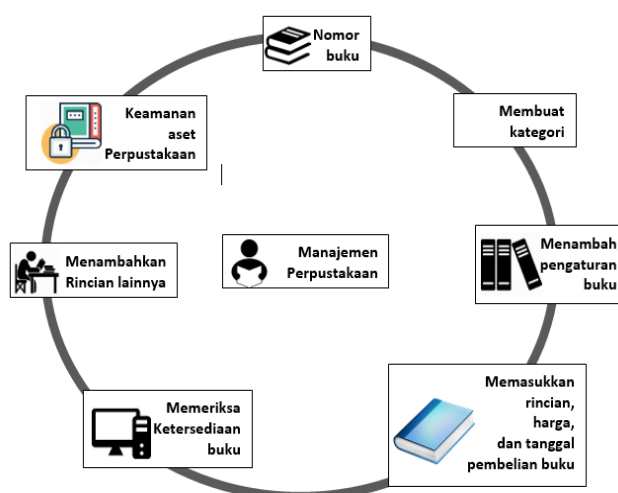 Nomor
buku
Membuat
kategori
Menambah
pengaturan
buku
Memasukkan
rincian,
harga,
dan tanggal
pembelian buku
Memeriksa
Ketersediaan
buku
Menambahkan
Rincian lainnya
Keamanan
aset
Perpustakaan
Manajemen
Perpustakaan